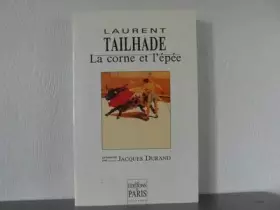 LAURENT
TAILHADE
La corne et l'épée
JACQUES DURAND
PARIS